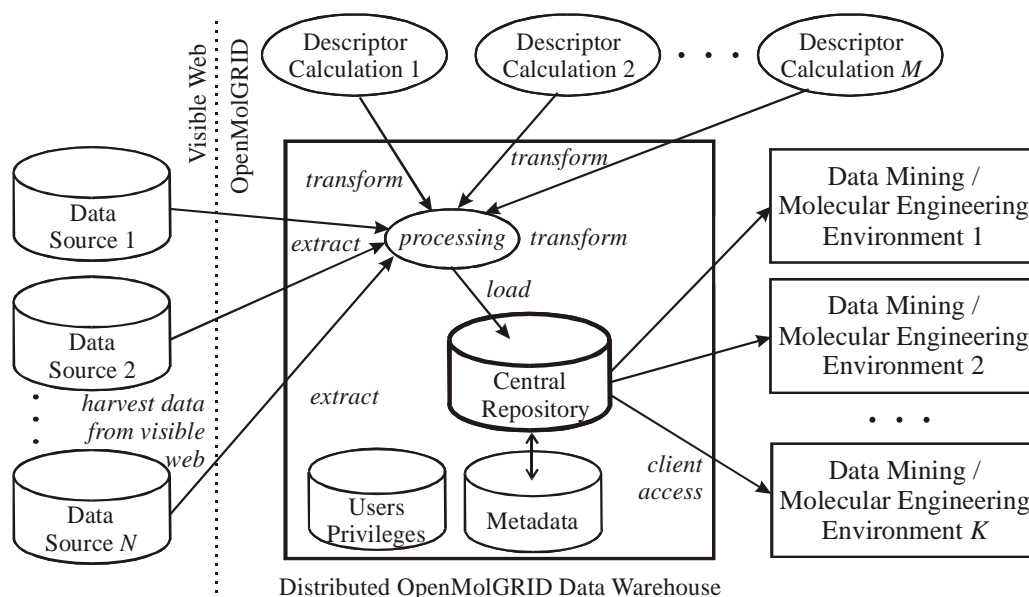 Visible Web
OpenMolGRID
Descriptor
Calculation 1
Descriptor
Calculation 2
. . .
Descriptor
Calculation M
Data
Source 1
Data
Source 2
. . .
harvest data
from visible
web
Data
Source N
transform
transform
extract
processing
transform
load
extract
Central
Repository
Users
Privileges
Metadata
client
access
Data Mining /
Molecular Engineering
Environment 1
Data Mining /
Molecular Engineering
Environment 2
. . .
Data Mining /
Molecular Engineering
Environment K
Distributed OpenMolGRID Data Warehouse